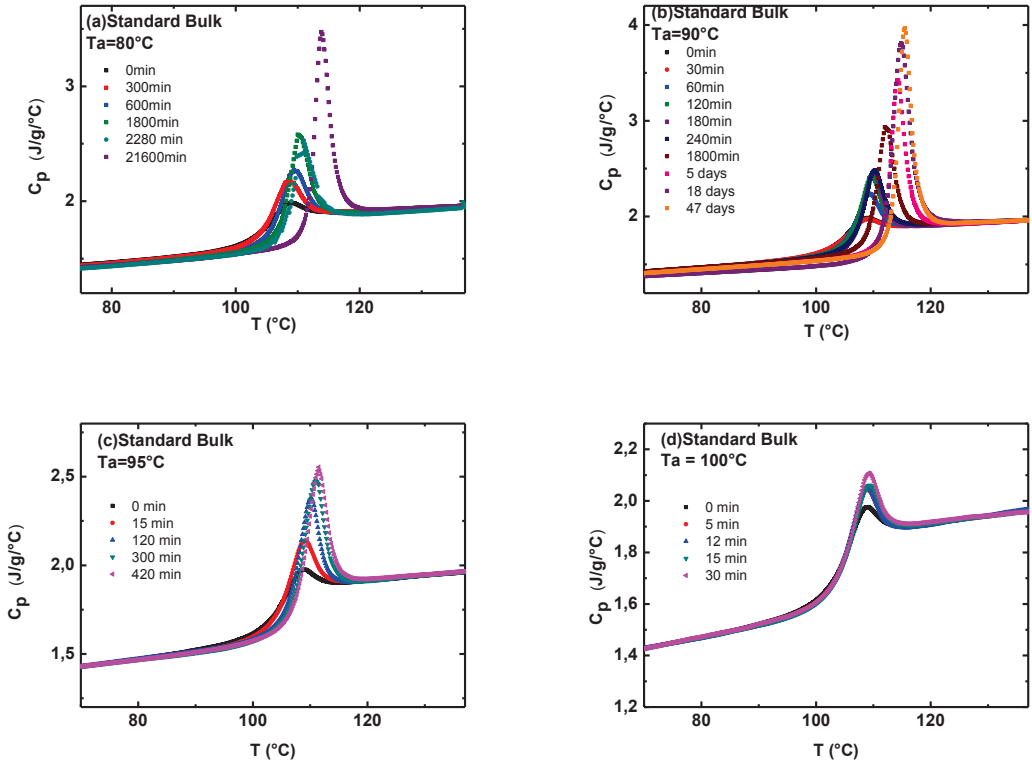 (a)Standard Bulk
Ta=80°C
0min
300min
600min
1800min
2280 min
21600min
3
2
80
100
120
T (°C)
Cp (J/g/°C)
(b)Standard Bulk
Ta=90°C
0min
30min
60min
120min
180min
240min
1800min
5 days
18 days
47 days
4
3
2
80
100
120
T (°C)
Cp (J/g/°C)
(c)Standard Bulk
Ta=95°C
0 min
15 min
120 min
300 min
420 min
2,5
2,0
1,5
80
100
120
T (°C)
Cp (J/g/°C)
(d)Standard Bulk
Ta = 100°C
0 min
5 min
12 min
15 min
30 min
2,2
2,1
2,0
1,8
1,6
1,4
1,2
80
100
120
T (°C)
Cp (J/g/°C)